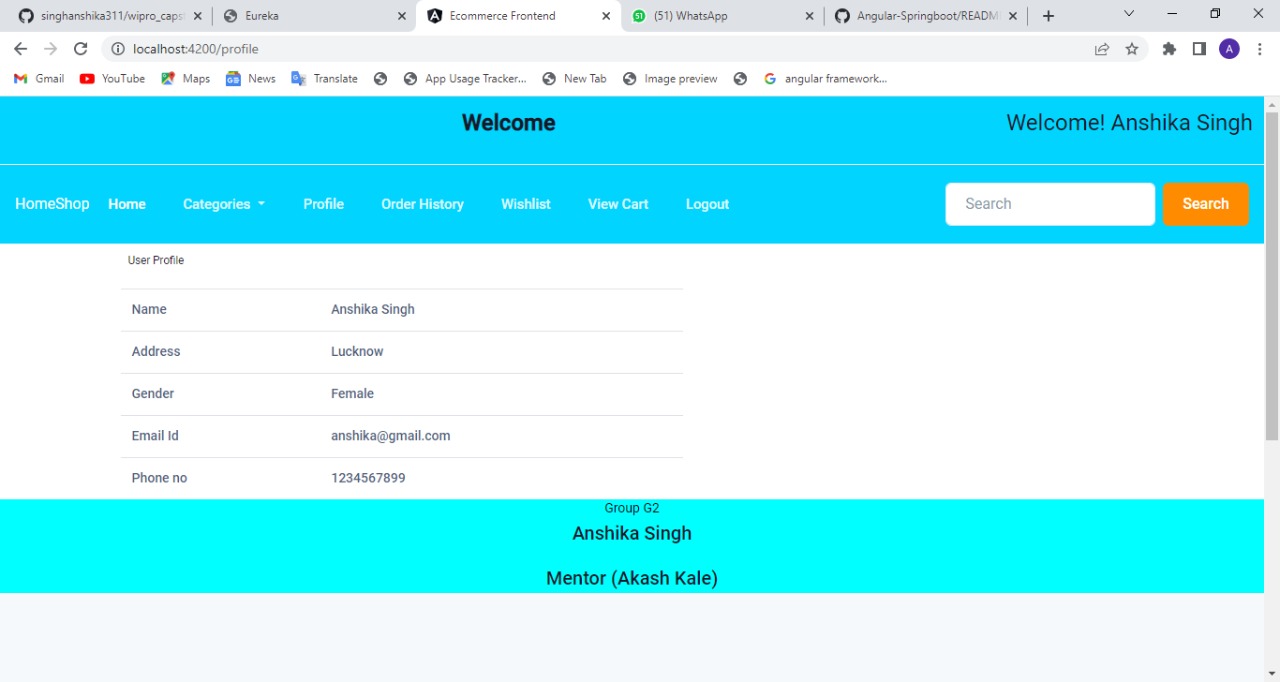 singhanshika311/wipro_caps
Eureka
Ecommerce Frontend
(51) WhatsApp
Angular-Springboot/READM
localhost:4200/profile
A
Gmail
YouTube
Maps
News
Translate
App Usage Tracker...
New Tab
Image preview
angular framework...
Welcome
Welcome! Anshika Singh
HomeShop
Home
Categories
Profile
Order History
Wishlist
View Cart
Logout
Search
Search
User Profile
Name Anshika Singh
Address Lucknow
Gender Female
Email Id anshika@gmail.com
Phone no 1234567899
Group G2
Anshika Singh
Mentor (Akash Kale)